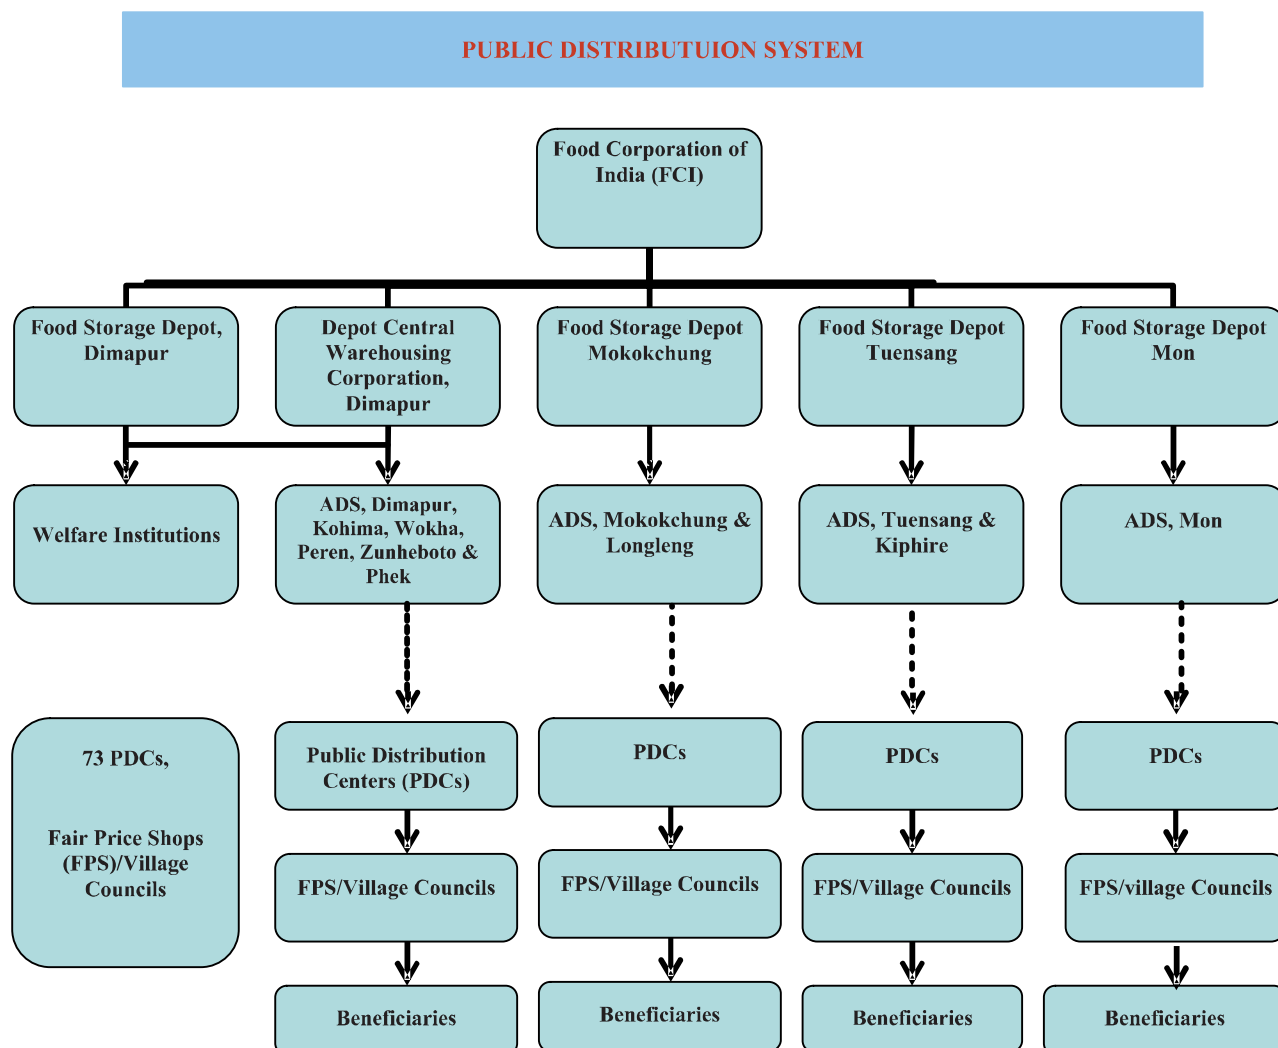 PUBLIC DISTRIBUTUION SYSTEM
Food Corporation of
India (FCI)
Food Storage Depot,
Dimapur
Depot Central
Warehousing
Corporation,
Dimapur
Food Storage Depot
Mokokchung
Food Storage Depot
Tuensang
Food Storage Depot
Mon
Welfare Institutions
ADS, Dimapur,
Kohima, Wokha,
Peren, Zunheboto &
Phek
ADS, Mokokchung &
Longleng
ADS, Tuensang &
Kiphire
ADS, Mon
73 PDCs,
Fair Price Shops
(FPS)/Village
Councils
Public Distribution
Centers (PDCs)
PDCs
PDCs
PDCs
FPS/Village Councils
FPS/Village Councils
FPS/Village Councils
FPS/village Councils
Beneficiaries
Beneficiaries
Beneficiaries
Beneficiaries